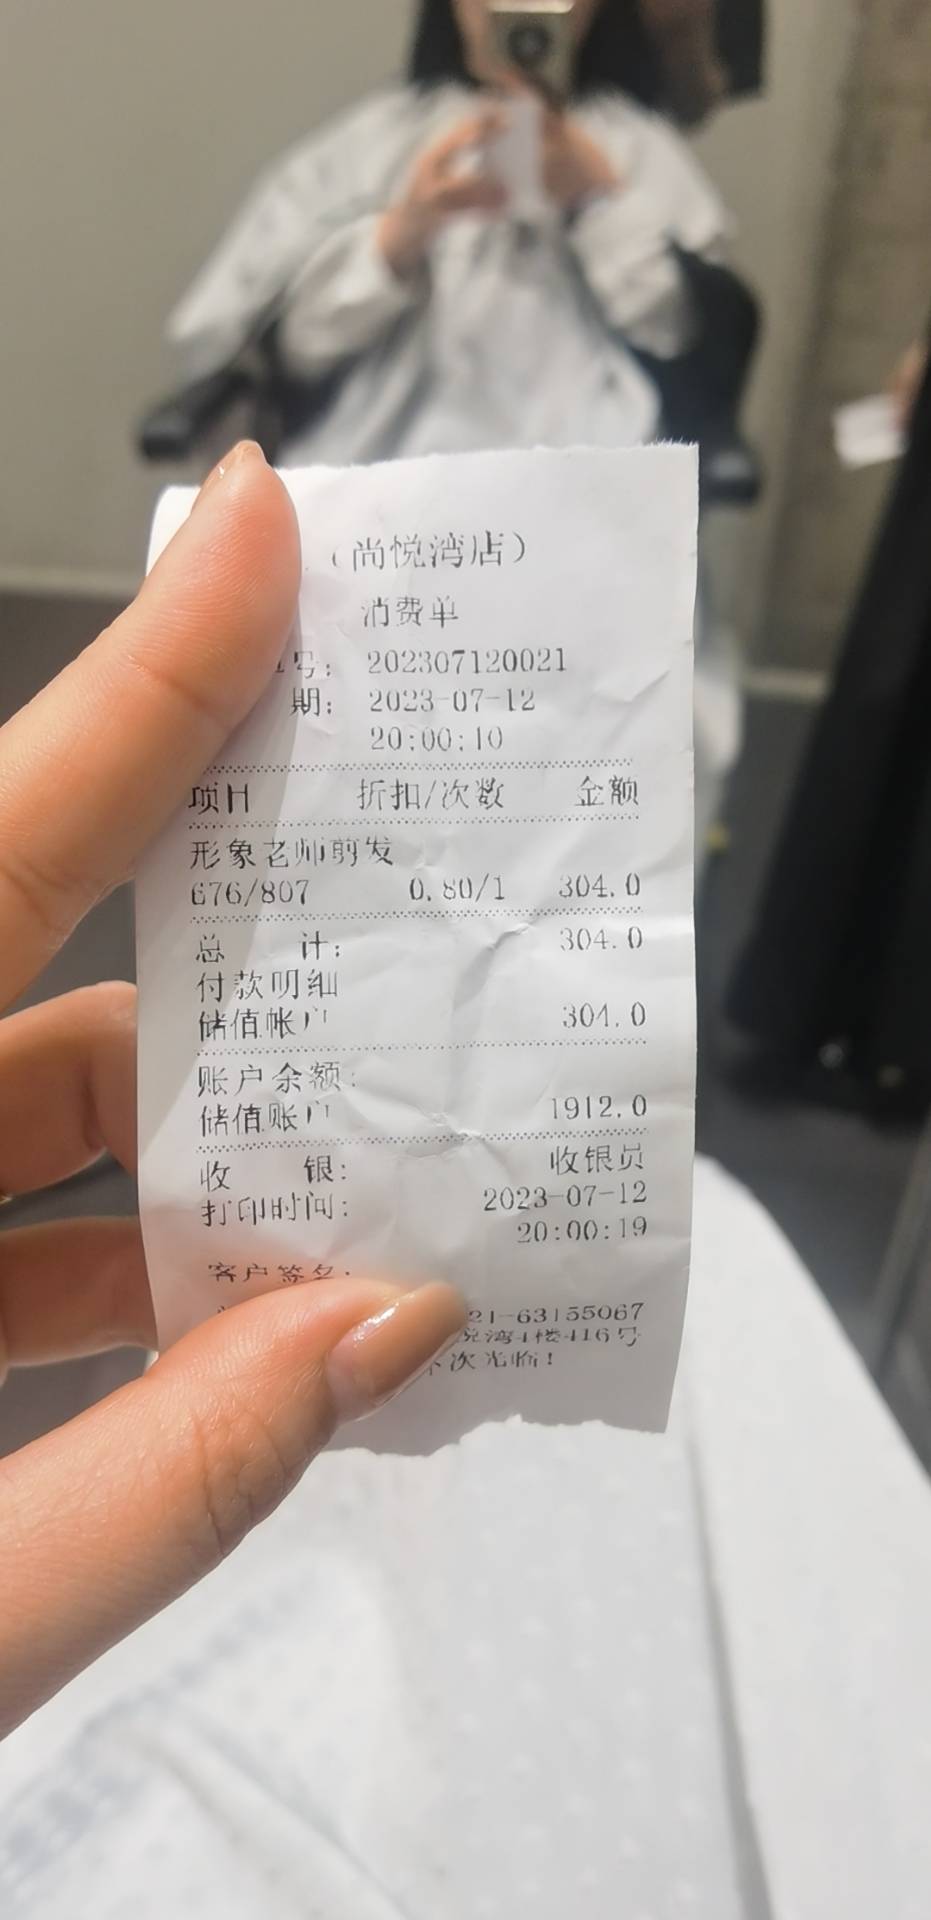 （尚悦湾店）
消费单
号： 202307120021
期： 2023-07-12
20:00:10
项目 折扣/次数 金额
形象老师剪发
676/807 0.80/1 304.0
总 计： 304.0
付款明细
储值帐户 304.0
账户余额：
储值账户 1912.0
收 银： 收银员
打印时间： 2023-07-12
20:00:19
客户签名：
21-63155067
悦湾4楼416号
下次光临！